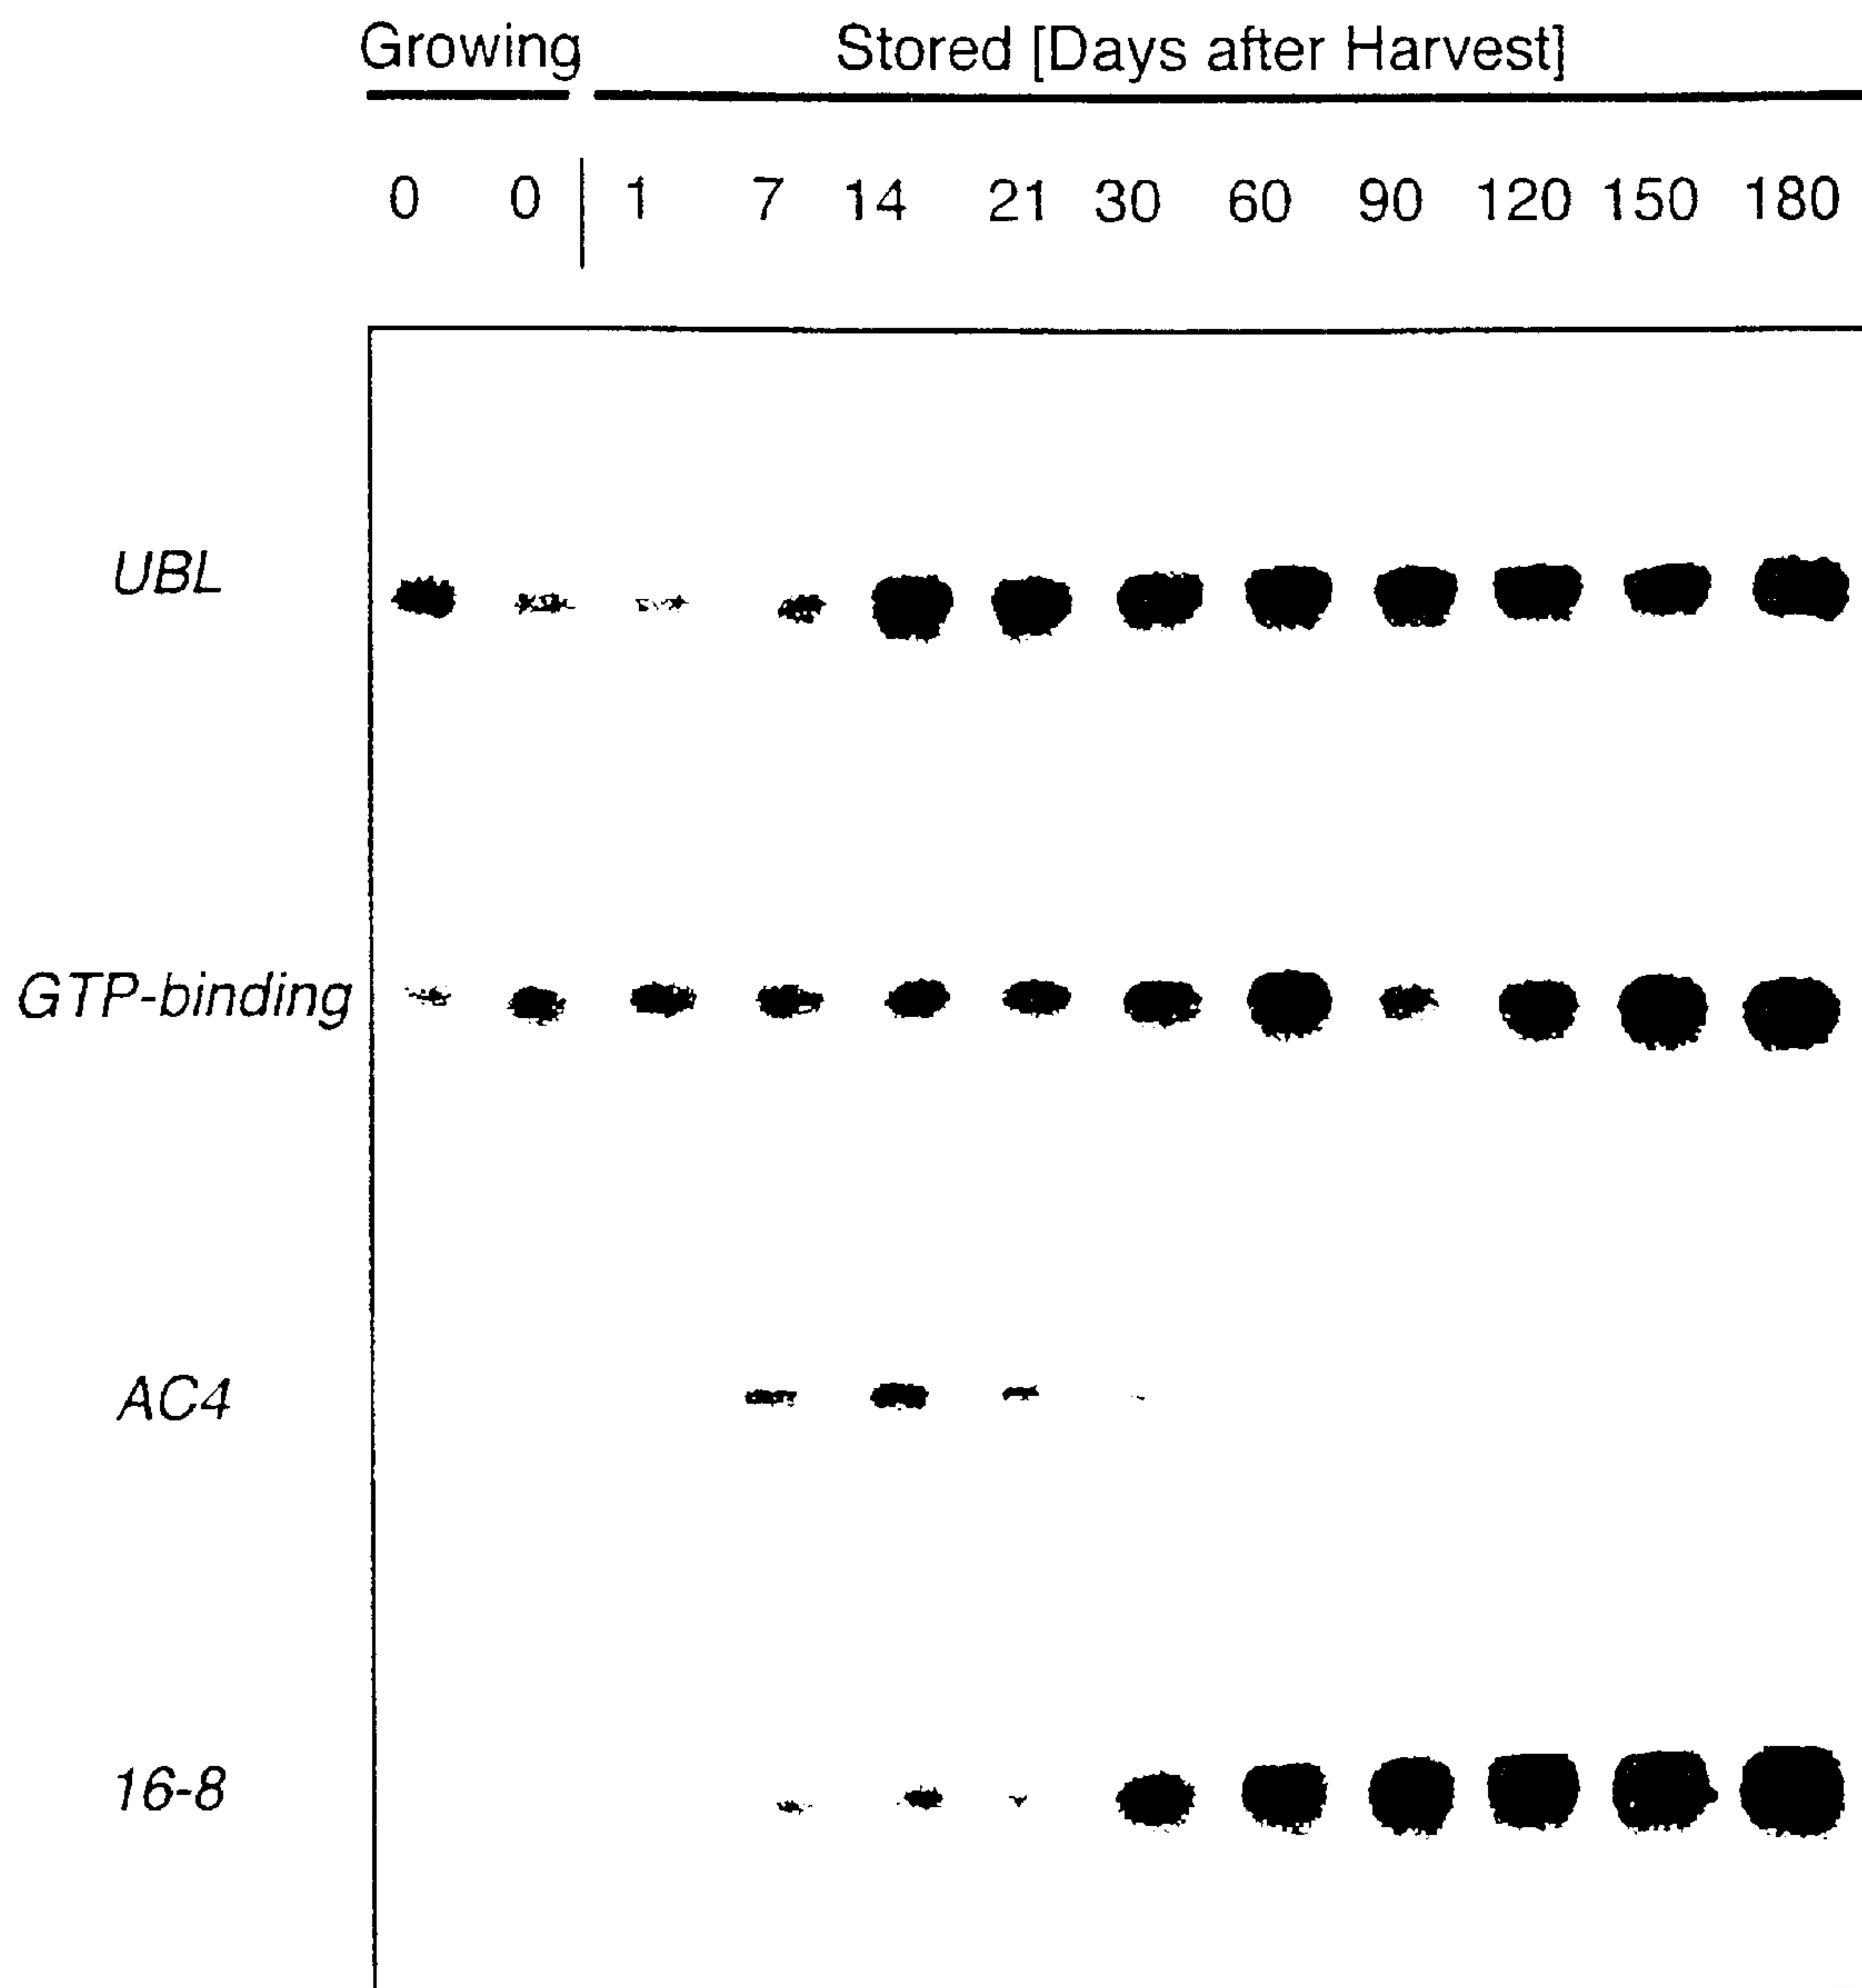 Growing Stored [Days after Harvest]
0 0 1 7 14 21 30 60 90 120 150 180
UBL
GTP-binding
AC4
16-8